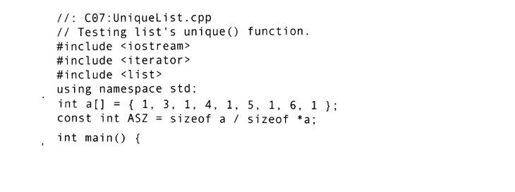 //: C07:UniqueList.cpp
// Testing list's unique() function.
#include <iostream>
#include <iterator>
#include <list>
using namespace std;
int a[] = { 1, 3, 1, 4, 1, 5, 1, 6, 1 };
const int ASZ = sizeof a / sizeof *a;
int main() {